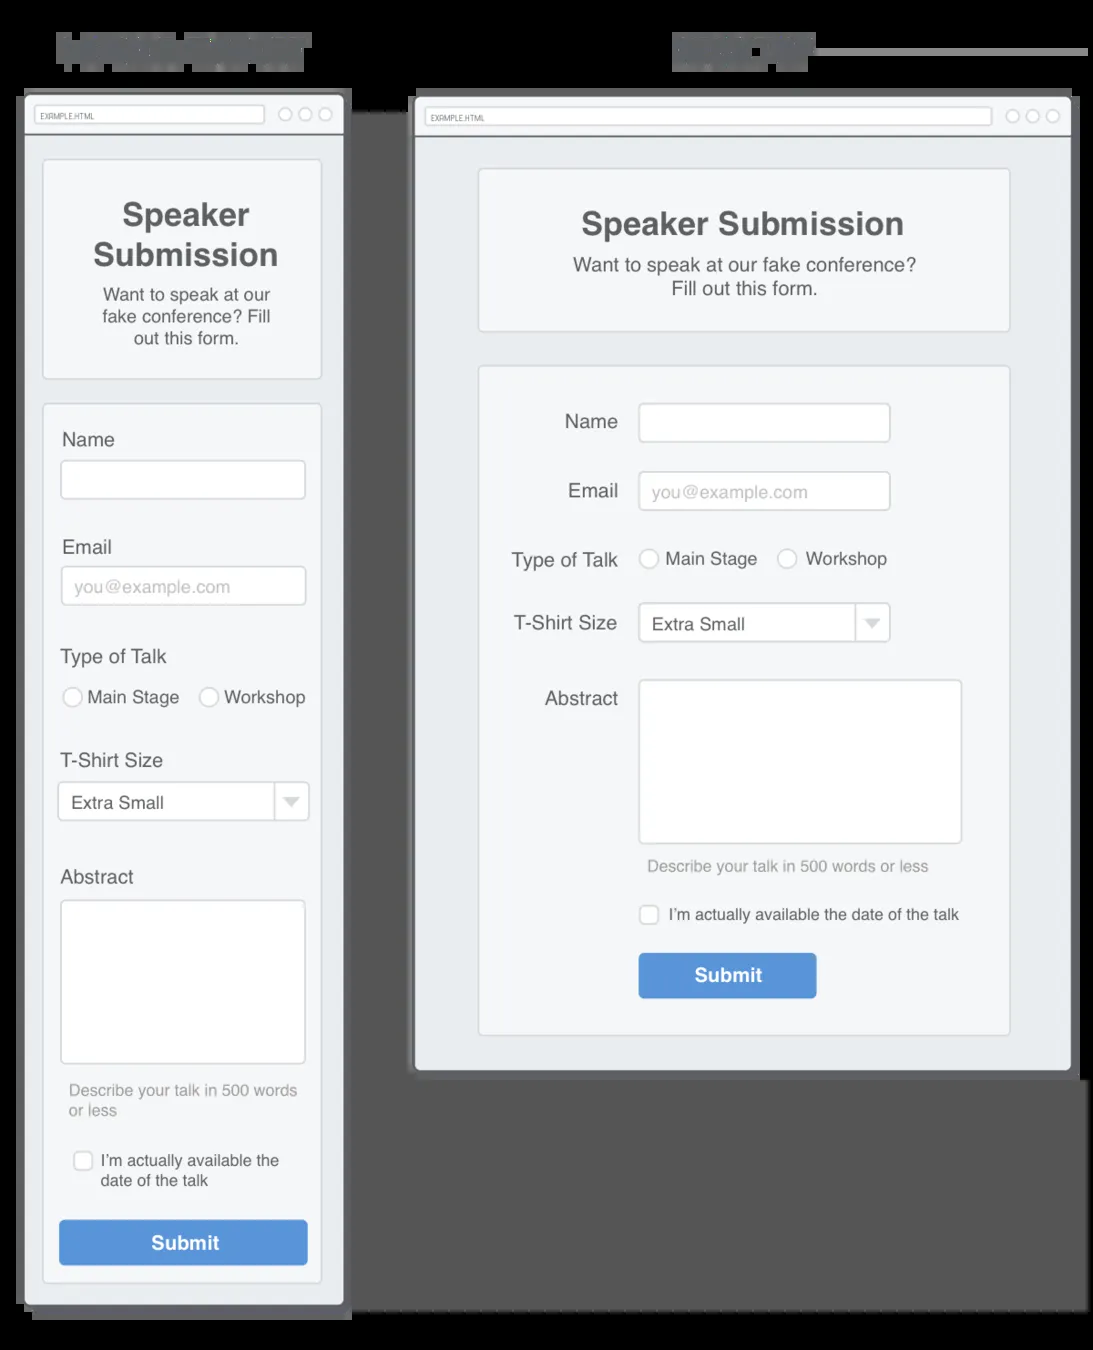 EXAMPLE.HTML
Speaker
Submission
Want to speak at our
fake conference? Fill
out this form.
Name
Email
you@example.com
Type of Talk
Main Stage Workshop
T-Shirt Size
Extra Small
Abstract
Describe your talk in 500 words
or less
I'm actually available the
date of the talk
Submit
EXAMPLE.HTML
Speaker Submission
Want to speak at our fake conference?
Fill out this form.
Name
Email you@example.com
Type of Talk Main Stage Workshop
T-Shirt Size Extra Small
Abstract
Describe your talk in 500 words or less
I'm actually available the date of the talk
Submit